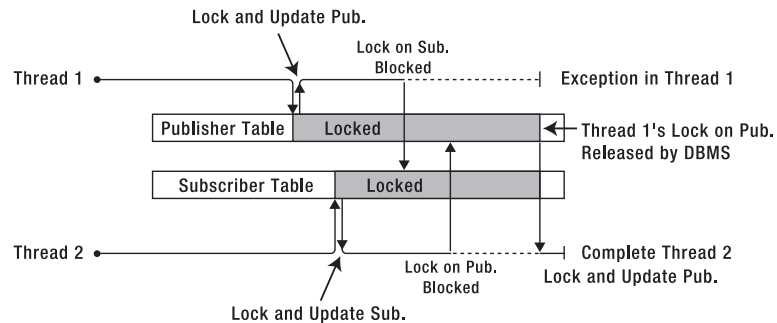 Lock and Update Pub.
Lock on Sub.
Blocked
Thread 1
Exception in Thread 1
Publisher Table
Locked
Thread 1's Lock on Pub.
Released by DBMS
Subscriber Table
Locked
Thread 2
Complete Thread 2
Lock on Pub.
Blocked
Lock and Update Pub.
Lock and Update Sub.